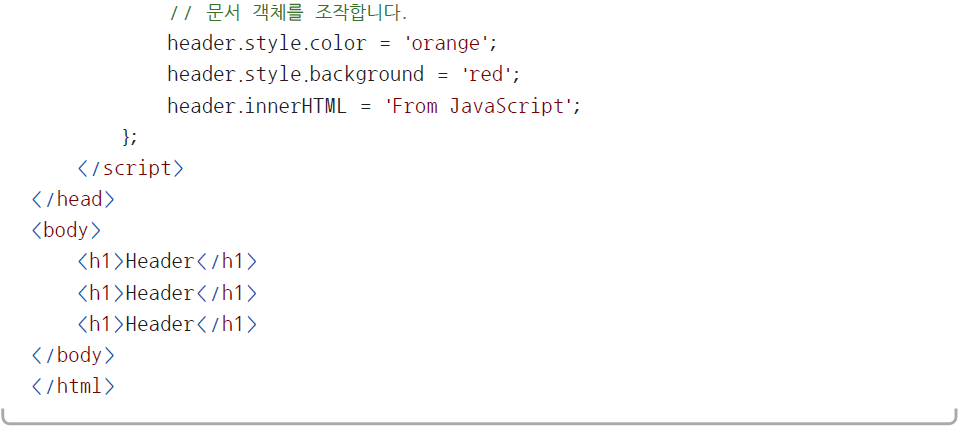 // 문서 객체를 조작합니다.
header.style.color = 'orange';
header.style.background = 'red';
header.innerHTML = 'From JavaScript';
};
</script>
</head>
<body>
<h1>Header</h1>
<h1>Header</h1>
<h1>Header</h1>
</body>
</html>